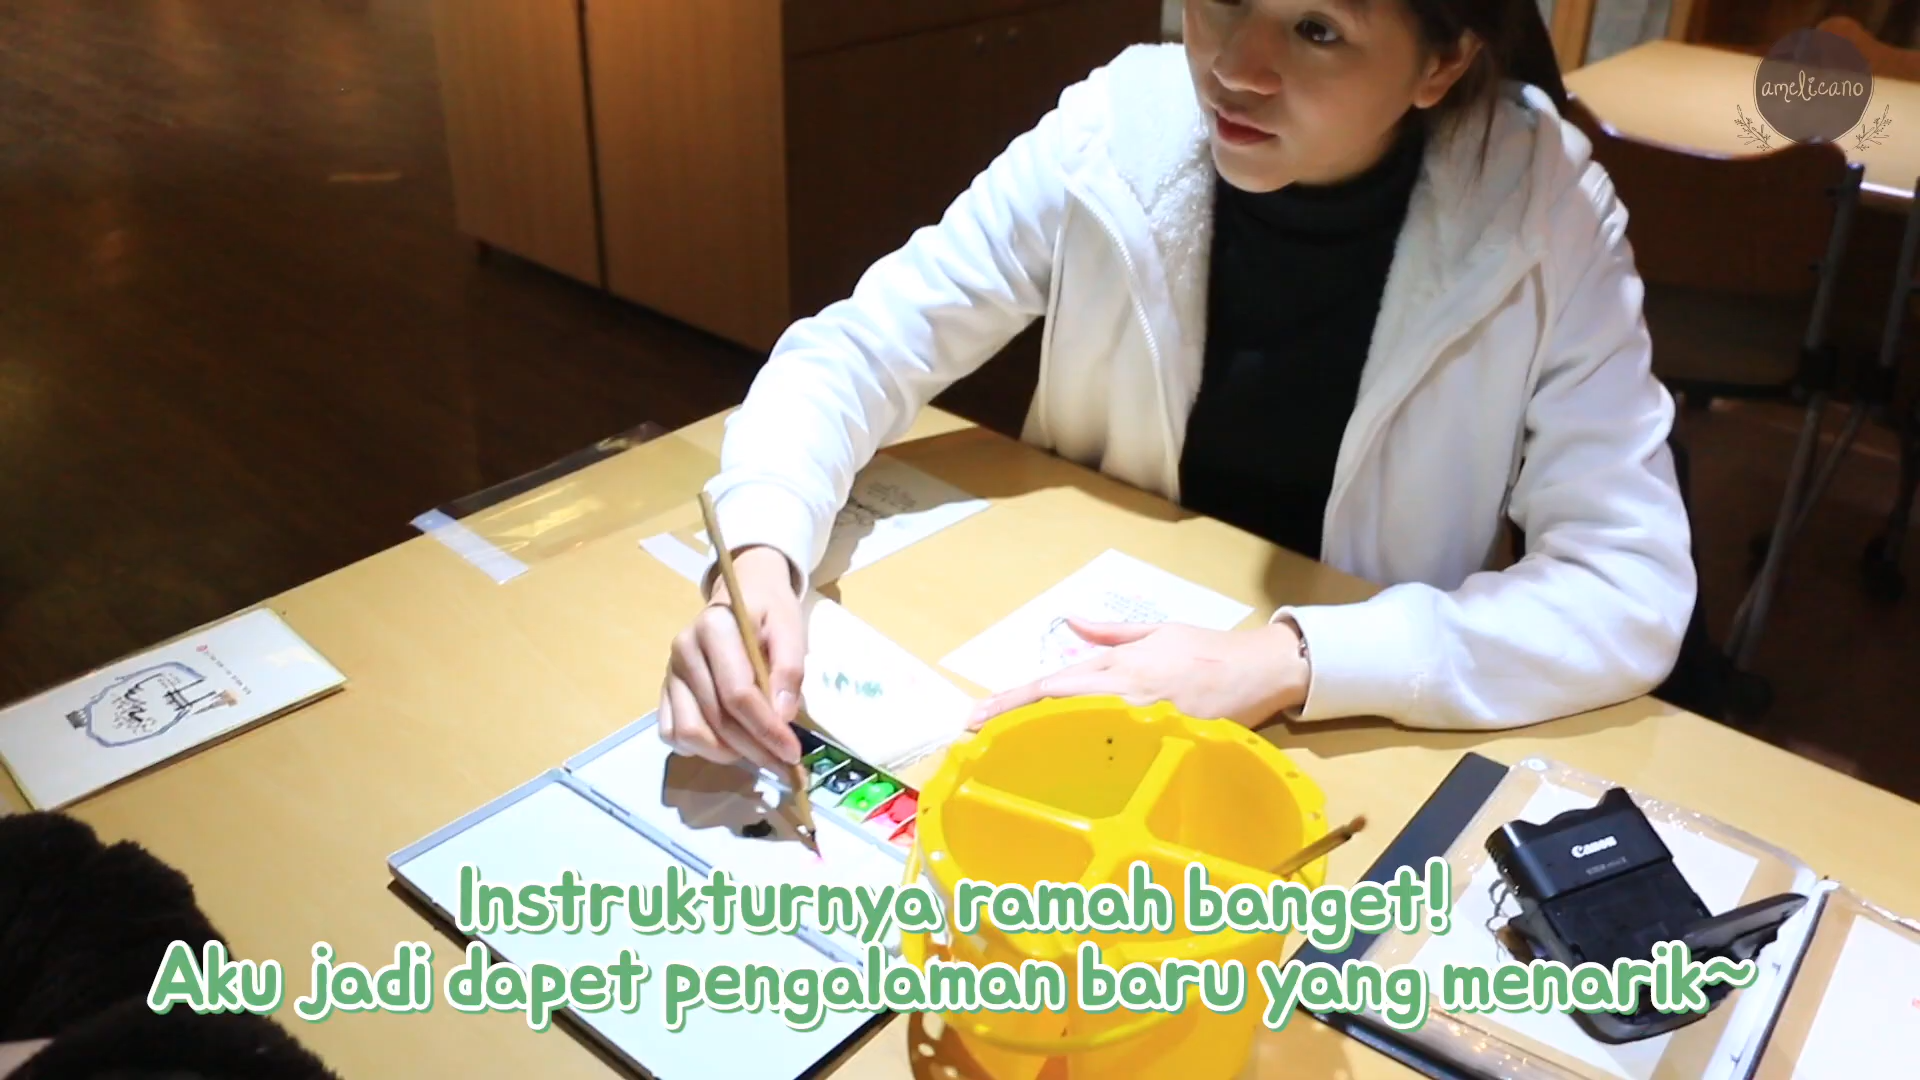 amelicano
Canon
Instrukturnya ramah banget!
Aku jadi dapet pengalaman baru yang menarik~